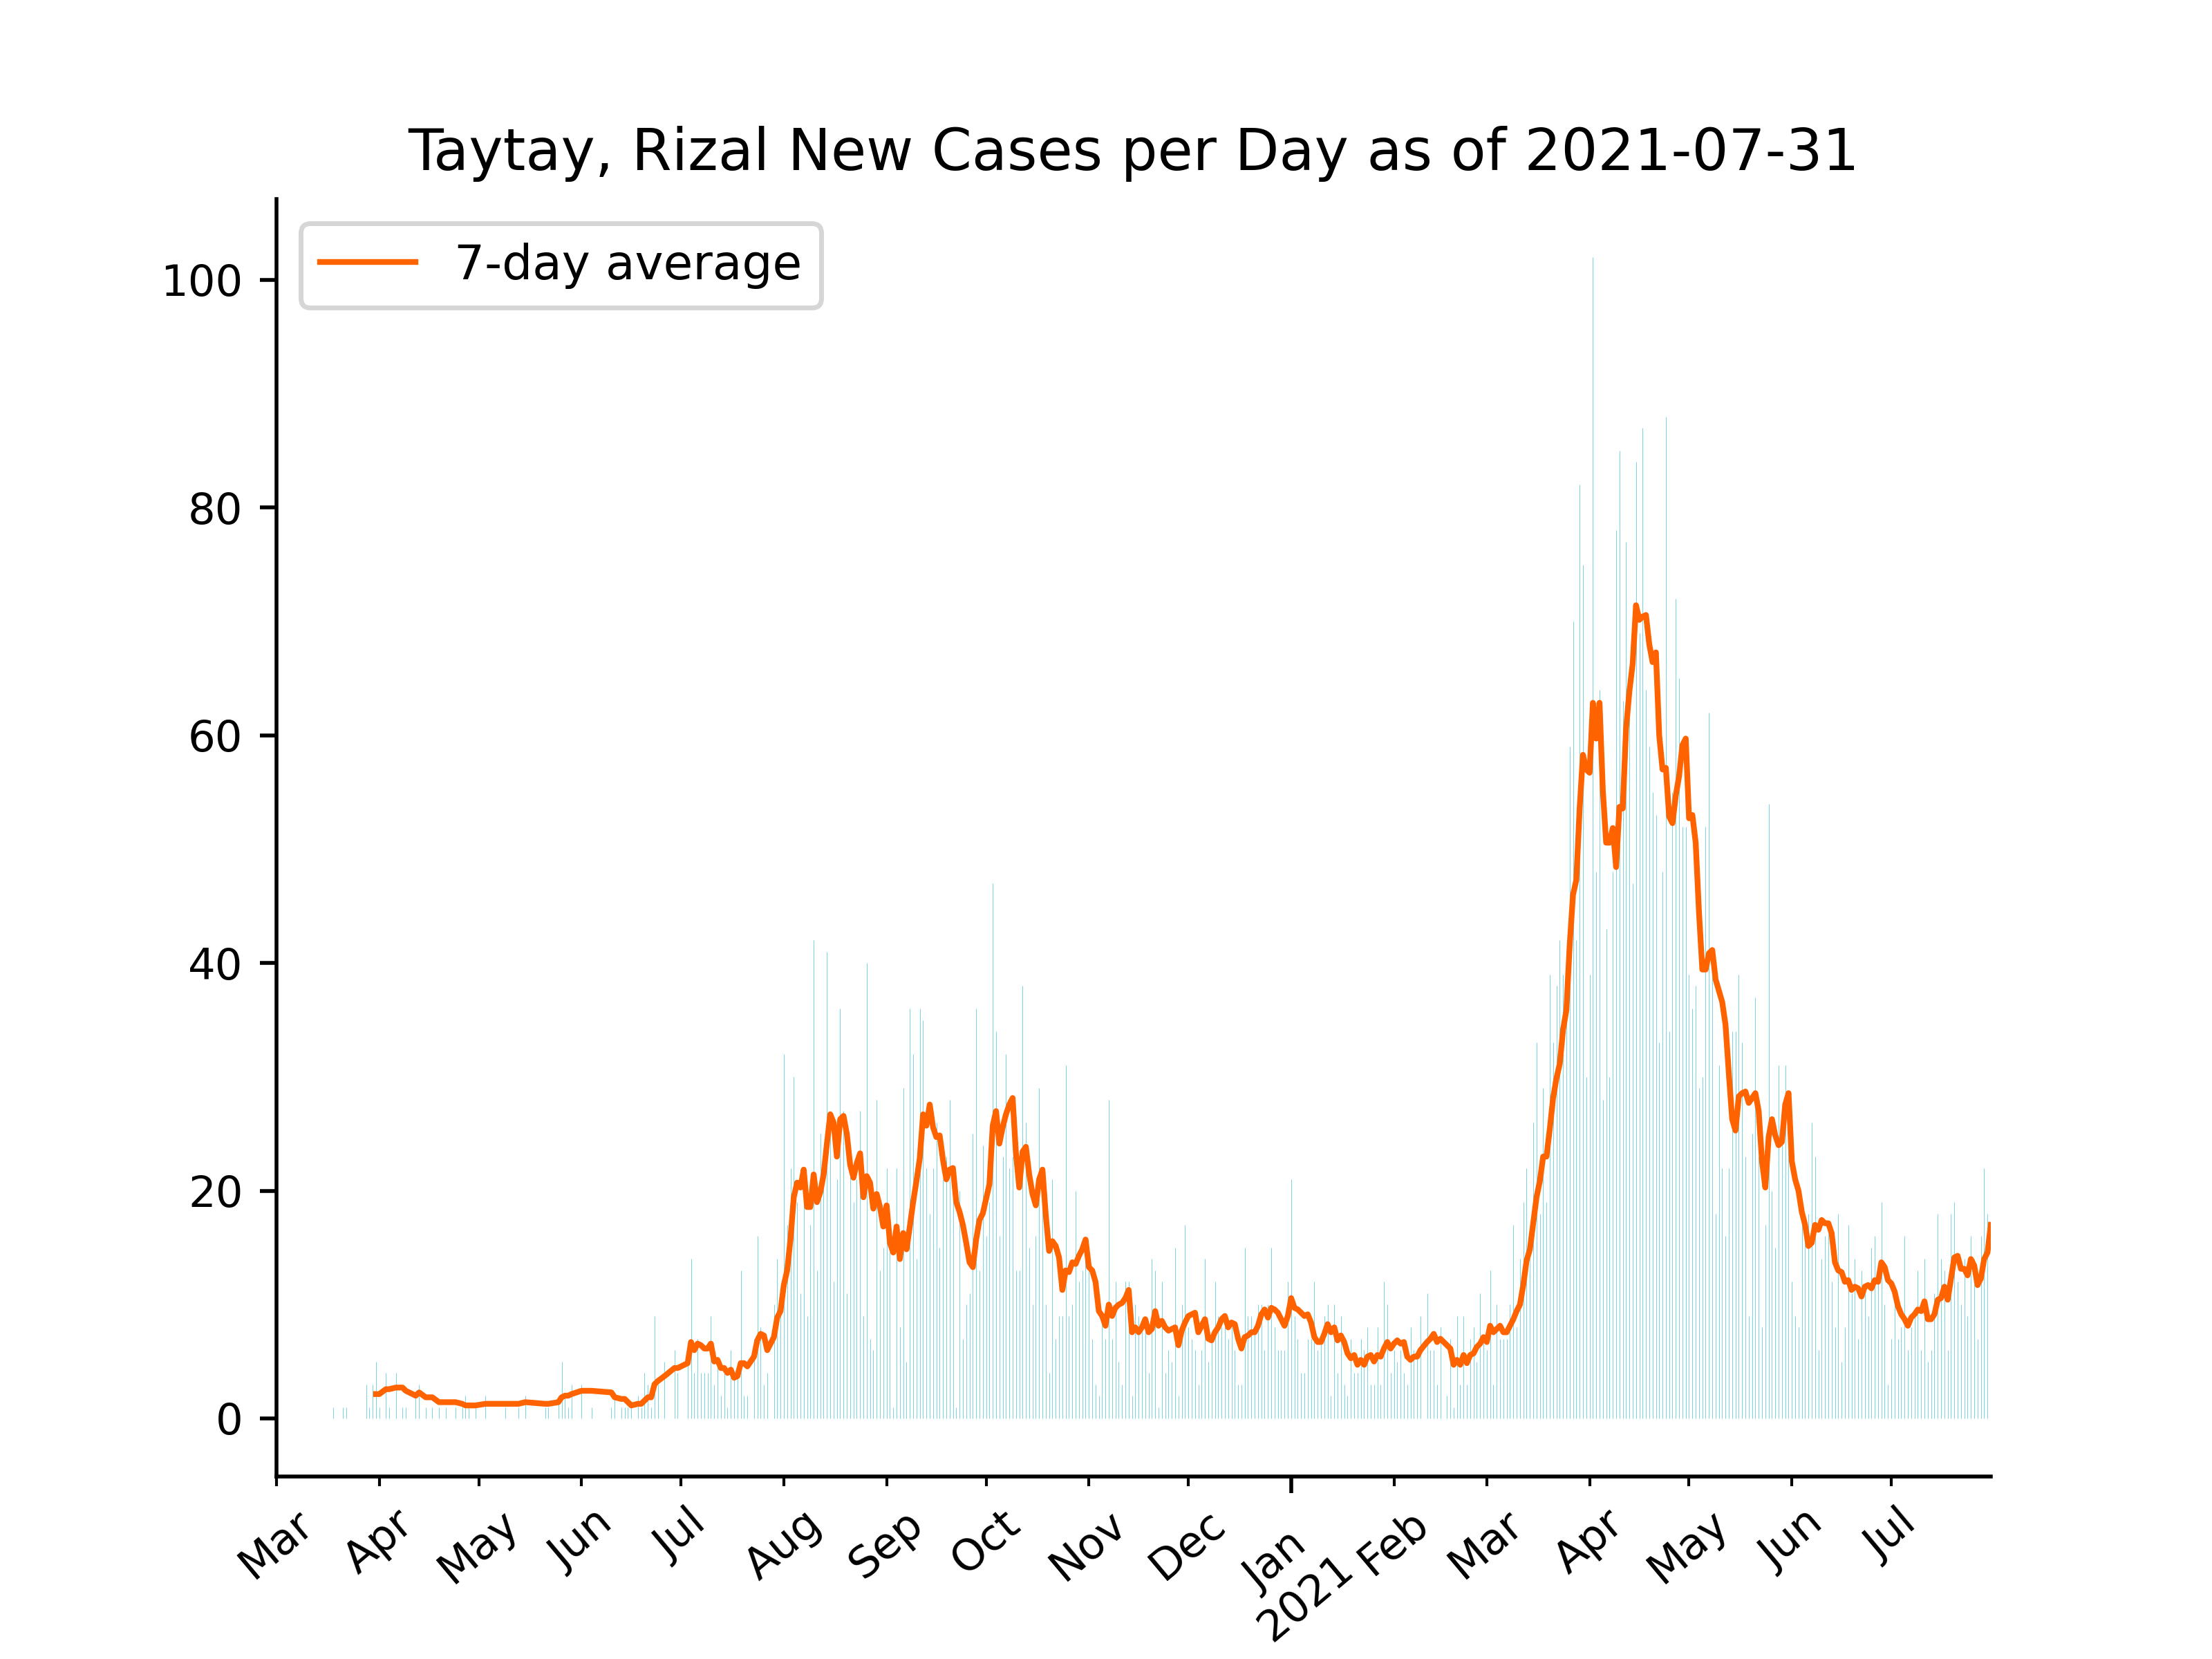 Taytay, Rizal New Cases per Day as of 2021-07-31
7-day average
100
80
60
40
20
0
Mar
Apr
May
Jun
Jul
Aug
Sep
Oct
Nov
Dec
Jan
2021
Feb
Mar
Apr
May
Jun
Jul